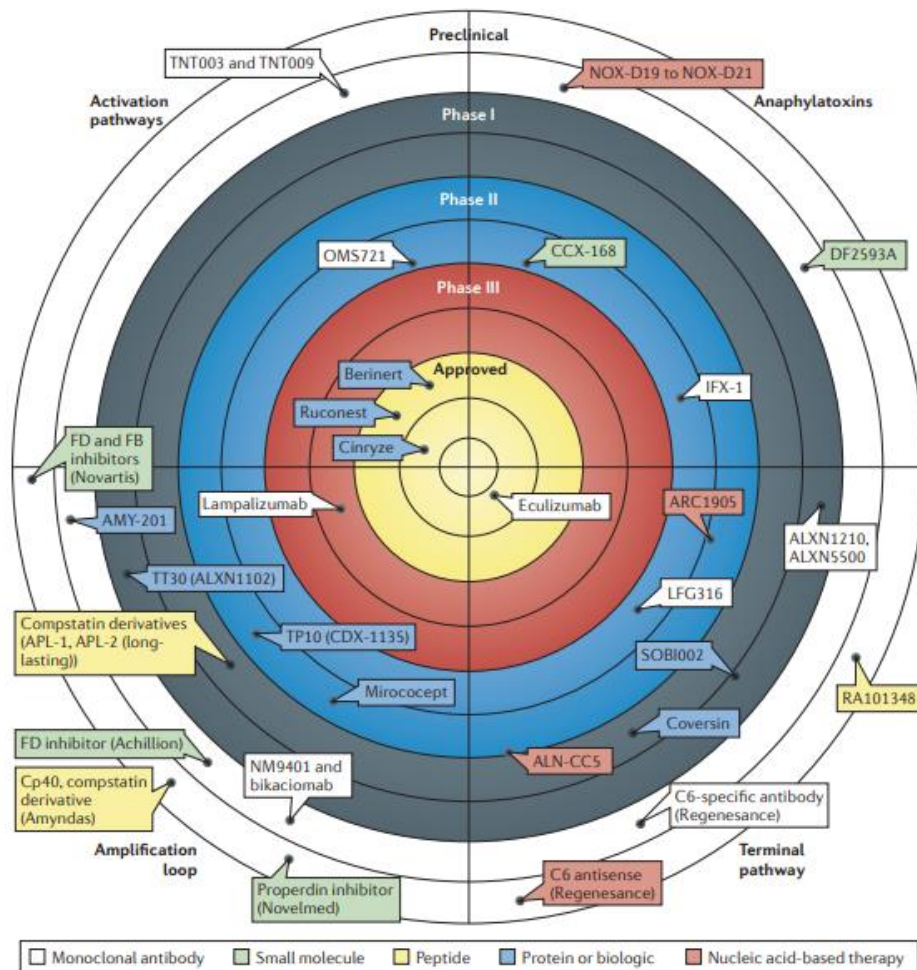 Preclinical
TNT003 and TNT009
NOX-D19 to NOX-D21
Activation
pathways
Anaphylatoxins
Phase I
Phase II
OMS721
CCX-168
DF2593A
Phase III
Approved
Berinert
IFX-1
Ruconest
FD and FB
inhibitors
(Novartis)
Cinryze
Lampalizumab
Eculizumab
ARC1905
AMY-201
ALXN1210,
ALXN5500
TT30 (ALXN1102)
LFG316
Compstatin derivatives
(APL-1, APL-2 (long-
lasting))
TP10 (CDX-1135)
SOBI002
Mirococept
RA101348
Coversin
FD inhibitor (Achillion)
NM9401 and
bikaciomab
ALN-CC5
Cp40, compstatin
derivative
(Amyndas)
C6-specific antibody
(Regenesance)
Amplification
loop
Terminal
pathway
Properdin inhibitor
(Novelmed)
C6 antisense
(Regenesance)
Monoclonal antibody
Small molecule
Peptide
Protein or biologic
Nucleic acid-based therapy